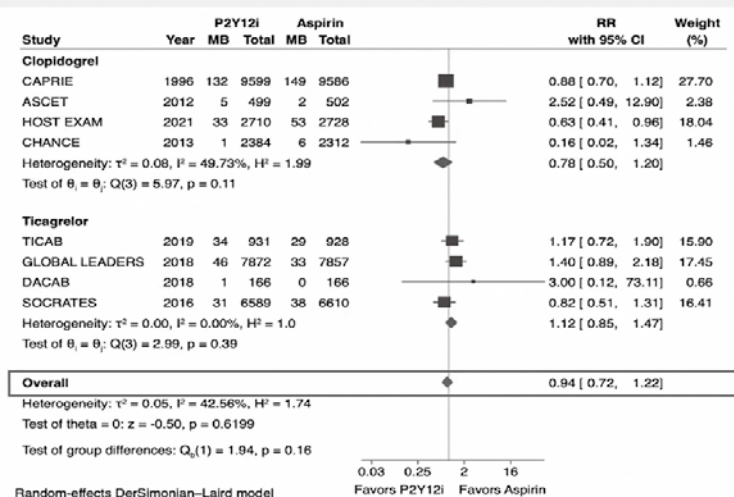 P2Y12i Aspirin RR Weight
Study Year MB Total MB Total with 95% CI (%)
Clopidogrel
CAPRIE 1996 132 9599 149 9586 0.88 [ 0.70, 1.12] 27.70
ASCET 2012 5 499 2 502 2.52 [ 0.49, 12.90] 2.38
HOST EXAM 2021 33 2710 53 2728 0.63 [ 0.41, 0.96] 18.04
CHANCE 2013 1 2384 6 2312 0.16 [ 0.02, 1.34] 1.46
Heterogeneity: τ² = 0.08, I² = 49.73%, H² = 1.99 0.78 [ 0.50, 1.20]
Test of θᵢ = θⱼ: Q(3) = 5.97, p = 0.11
Ticagrelor
TICAB 2019 34 931 29 928 1.17 [ 0.72, 1.90] 15.90
GLOBAL LEADERS 2018 46 7872 33 7857 1.40 [ 0.89, 2.18] 17.45
DACAB 2018 1 166 0 166 3.00 [ 0.12, 73.11] 0.66
SOCRATES 2016 31 6589 38 6610 0.82 [ 0.51, 1.31] 16.41
Heterogeneity: τ² = 0.00, I² = 0.00%, H² = 1.0 1.12 [ 0.85, 1.47]
Test of θᵢ = θⱼ: Q(3) = 2.99, p = 0.39
Overall 0.94 [ 0.72, 1.22]
Heterogeneity: τ² = 0.05, I² = 42.56%, H² = 1.74
Test of theta = 0: z = -0.50, p = 0.6199
Test of group differences: Q_b(1) = 1.94, p = 0.16
0.03 0.25 2 16
Favors P2Y12i Favors Aspirin
Random-effects DerSimonian–Laird model